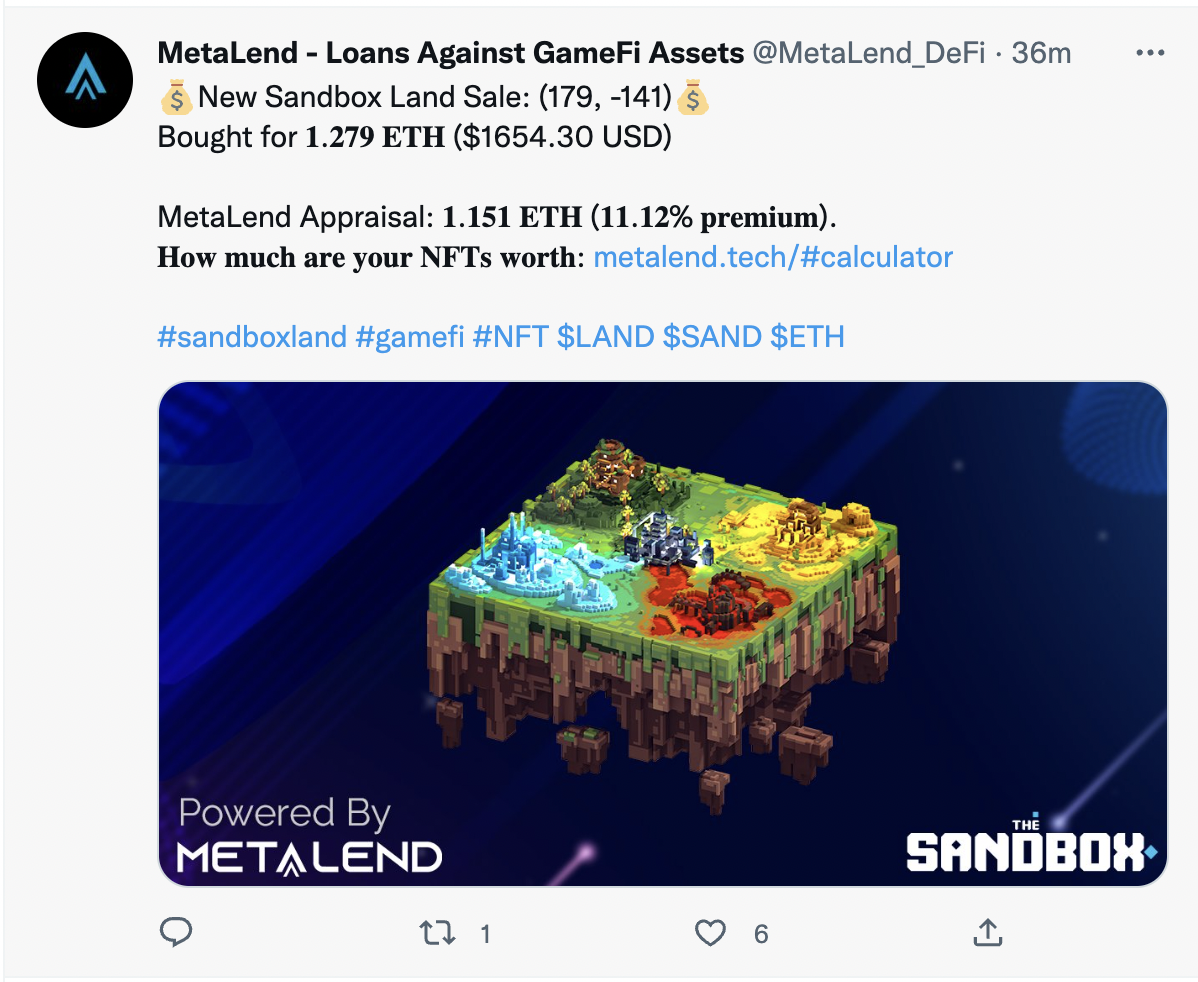 MetaLend - Loans Against GameFi Assets @MetaLend_DeFi · 36m
💰New Sandbox Land Sale: (179, -141)💰
Bought for 1.279 ETH ($1654.30 USD)
MetaLend Appraisal: 1.151 ETH (11.12% premium).
How much are your NFTs worth: metalend.tech/#calculator
#sandboxland #gamefi #NFT $LAND $SAND $ETH
Powered By
METALEND
THE
SANDBOX
1
6